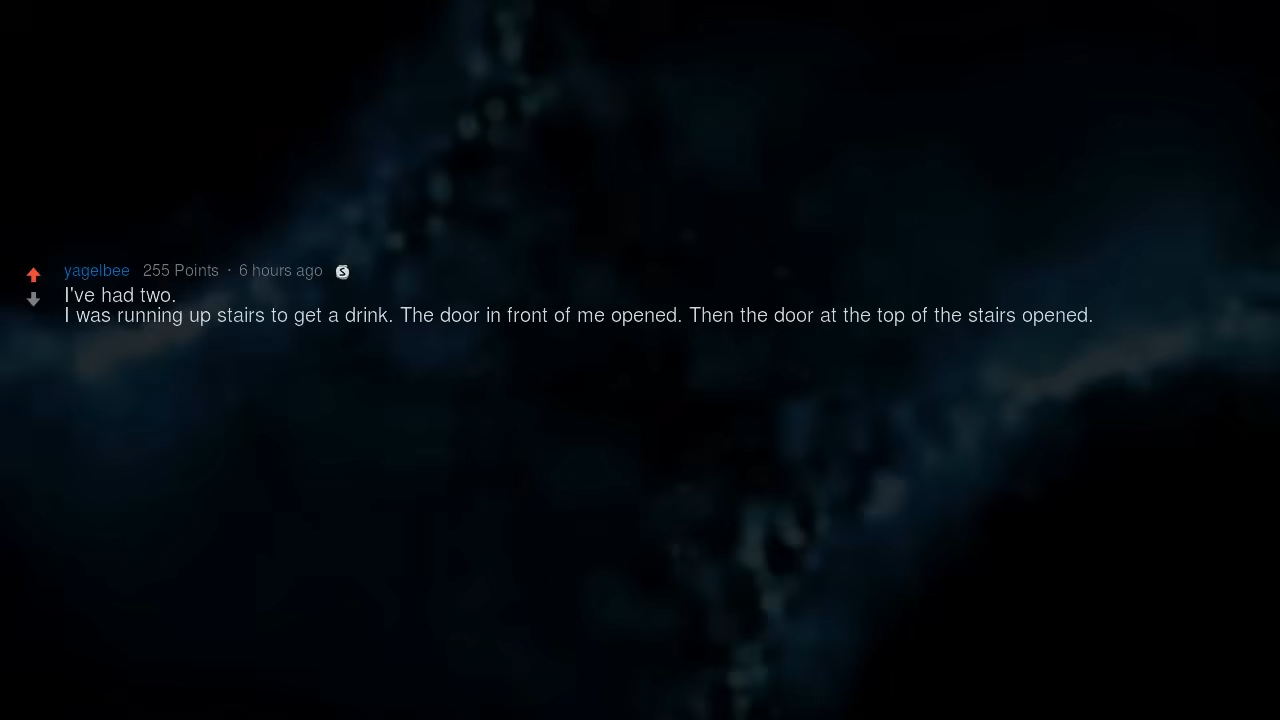 yagelbee 255 Points · 6 hours ago
I've had two.
I was running up stairs to get a drink. The door in front of me opened. Then the door at the top of the stairs opened.